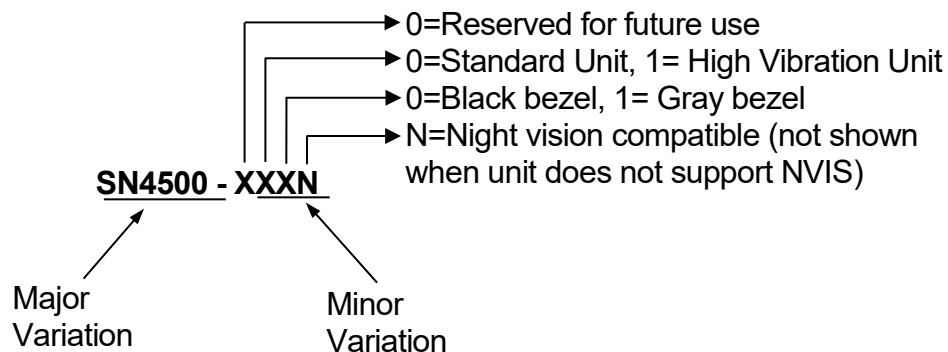 0=Reserved for future use
0=Standard Unit, 1= High Vibration Unit
0=Black bezel, 1= Gray bezel
N=Night vision compatible (not shown
when unit does not support NVIS)
SN4500 - XXXN
Major
Variation
Minor
Variation